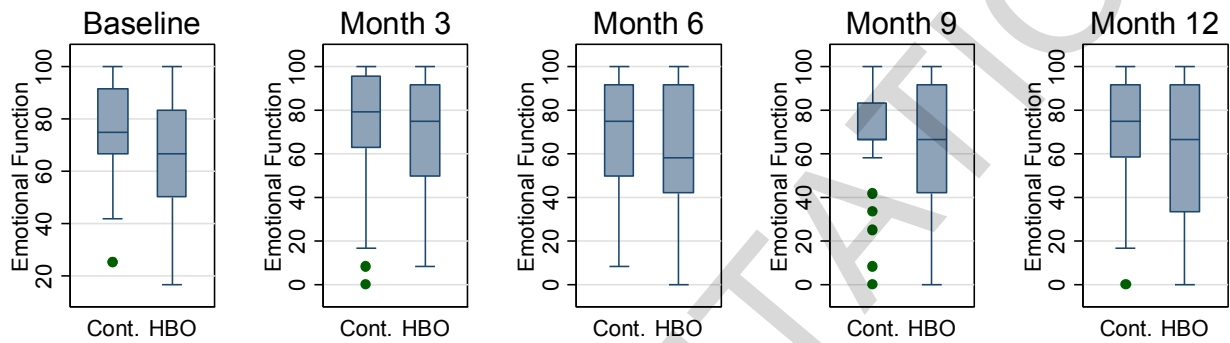 Baseline
Month 3
Month 6
Month 9
Month 12
Emotional Function
20 40 60 80 100
Cont. HBO
Emotional Function
0 20 40 60 80 100
Cont. HBO
Emotional Function
0 20 40 60 80 100
Cont. HBO
Emotional Function
0 20 40 60 80 100
Cont. HBO
Emotional Function
0 20 40 60 80 100
Cont. HBO
TATIO